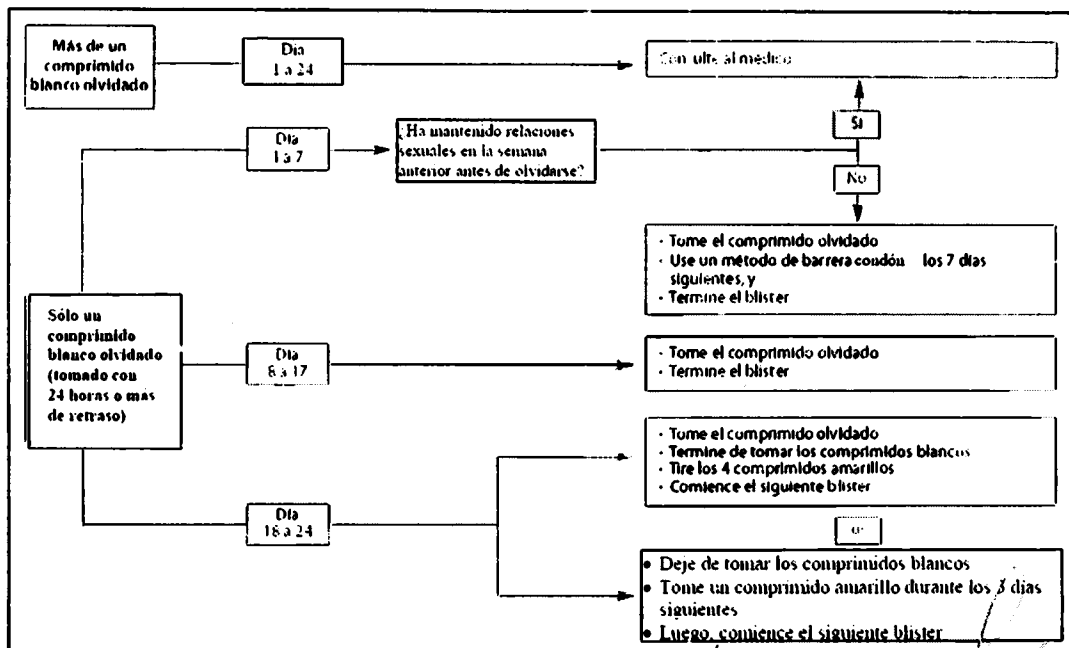 Más de un
comprimido
blanco olvidado
Día
1 a 24
Consulte al médico
Día
1 a 7
¿Ha mantenido relaciones
sexuales en la semana
anterior antes de olvidarse?
Sí
No
· Tome el comprimido olvidado
· Use un método de barrera condón los 7 días
siguientes, y
· Termine el blister
Sólo un
comprimido
blanco olvidado
(tomado con
24 horas o más
de retraso)
Día
8 a 17
· Tome el comprimido olvidado
· Termine el blister
Día
18 a 24
· Tome el comprimido olvidado
· Termine de tomar los comprimidos blancos
· Tire los 4 comprimidos amarillos
· Comience el siguiente blister
• Deje de tomar los comprimidos blancos
• Tome un comprimido amarillo durante los 3 días
siguientes
• Luego, comience el siguiente blister